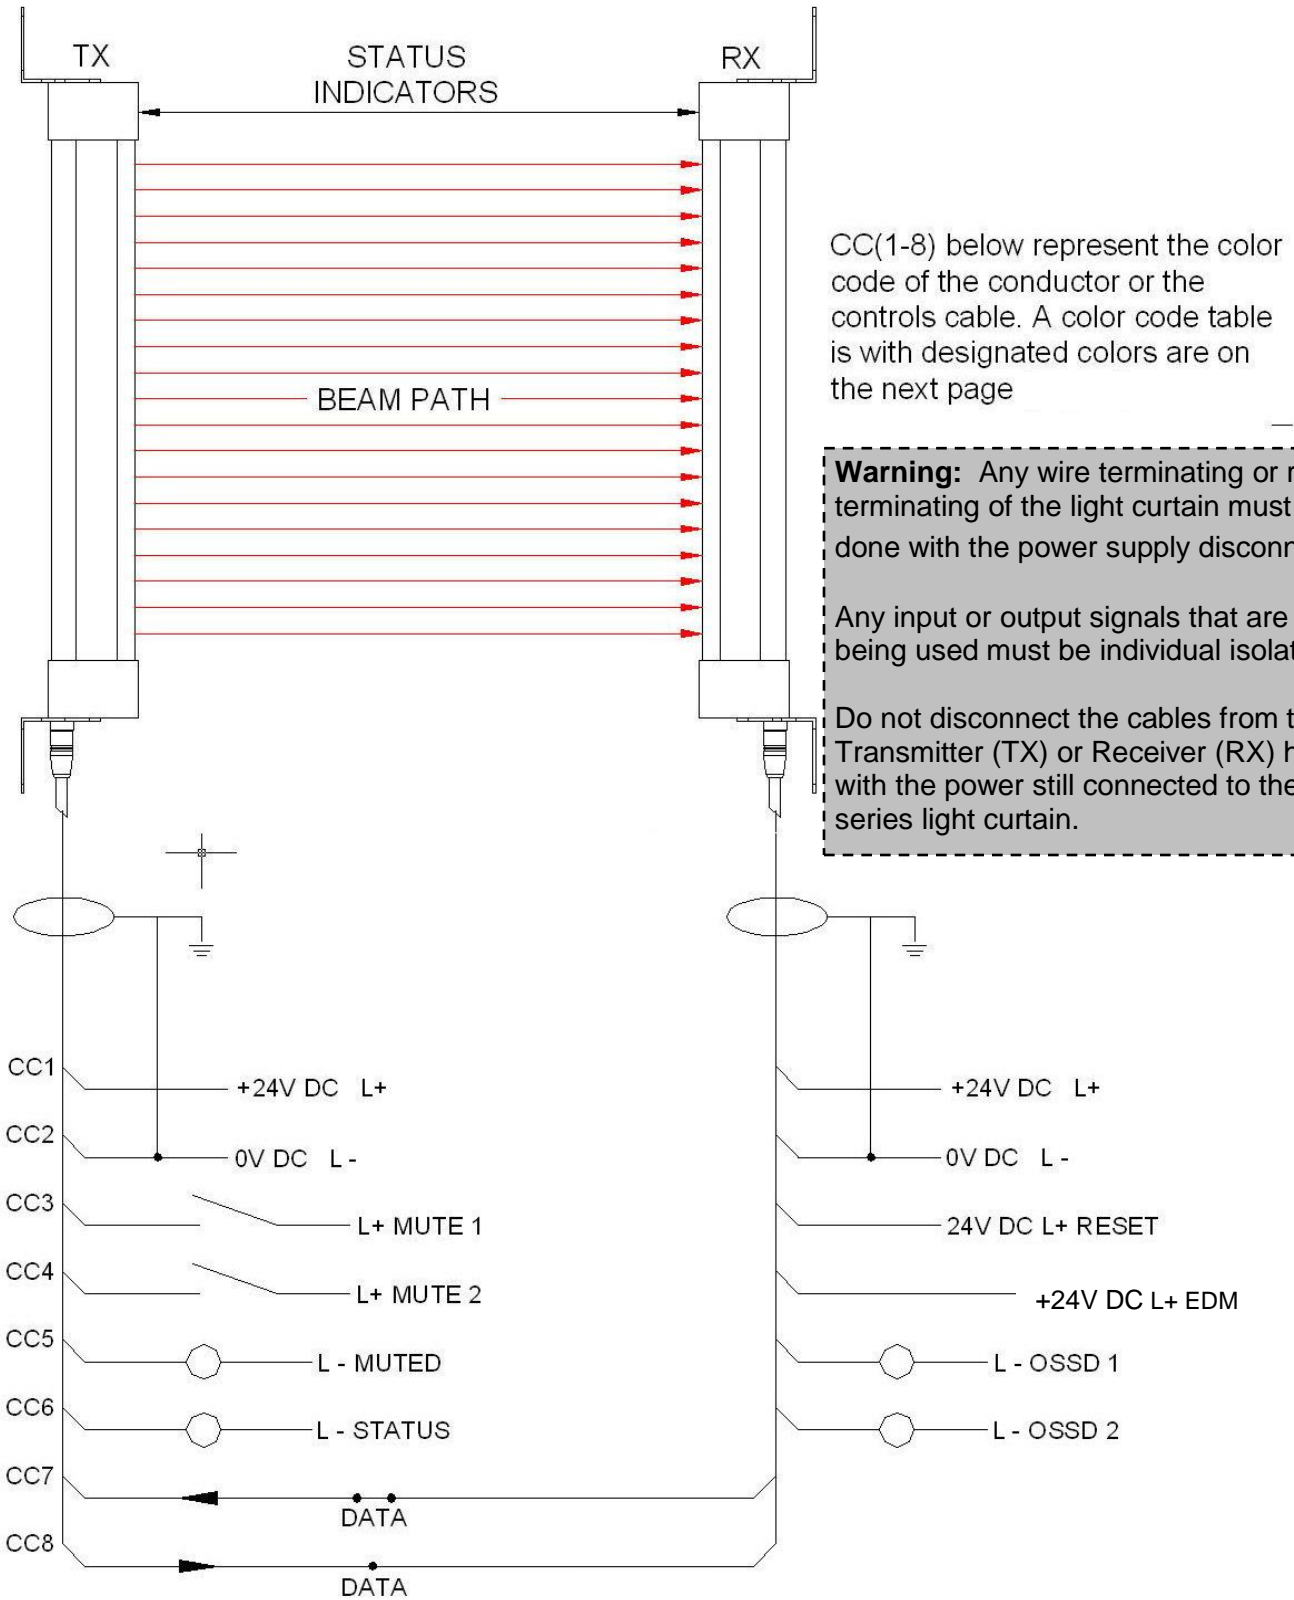 TX
STATUS
INDICATORS
RX
BEAM PATH
CC(1-8) below represent the color
code of the conductor or the
controls cable. A color code table
is with designated colors are on
the next page
Warning: Any wire terminating or
terminating of the light curtain must
done with the power supply
Any input or output signals that are
being used must be individual
Do not disconnect the cables from
Transmitter (TX) or Receiver (RX)
with the power still connected to
series light curtain.
CC1
+24V DC L+
+24V DC L+
CC2
0V DC L -
0V DC L -
CC3
L+ MUTE 1
24V DC L+ RESET
CC4
L+ MUTE 2
+24V DC L+ EDM
CC5
L - MUTED
L - OSSD 1
CC6
L - STATUS
L - OSSD 2
CC7
DATA
CC8
DATA